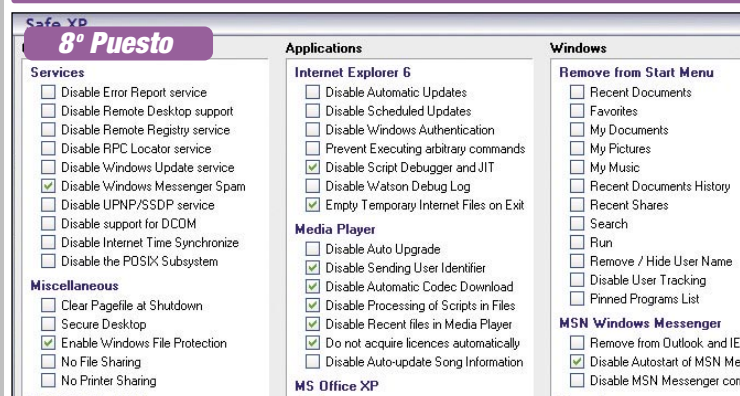 Safe XP
8º Puesto
Services
Disable Error Report service
Disable Remote Desktop support
Disable Remote Registry service
Disable RPC Locator service
Disable Windows Update service
Disable Windows Messenger Spam
Disable UPNP/SSDP service
Disable support for DCOM
Disable Internet Time Synchronize
Disable the POSIX Subsystem
Miscellaneous
Clear Pagefile at Shutdown
Secure Desktop
Enable Windows File Protection
No File Sharing
No Printer Sharing
Applications
Internet Explorer 6
Disable Automatic Updates
Disable Scheduled Updates
Disable Windows Authentication
Prevent Executing arbitrary commands
Disable Script Debugger and JIT
Disable Watson Debug Log
Empty Temporary Internet Files on Exit
Media Player
Disable Auto Upgrade
Disable Sending User Identifier
Disable Automatic Codec Download
Disable Processing of Scripts in Files
Disable Recent files in Media Player
Do not acquire licences automatically
Disable Auto-update Song Information
MS Office XP
Windows
Remove from Start Menu
Recent Documents
Favorites
My Documents
My Pictures
My Music
Recent Documents History
Recent Shares
Search
Run
Remove / Hide User Name
Disable User Tracking
Pinned Programs List
MSN Windows Messenger
Remove from Outlook and IE
Disable Autostart of MSN Me
Disable MSN Messenger con